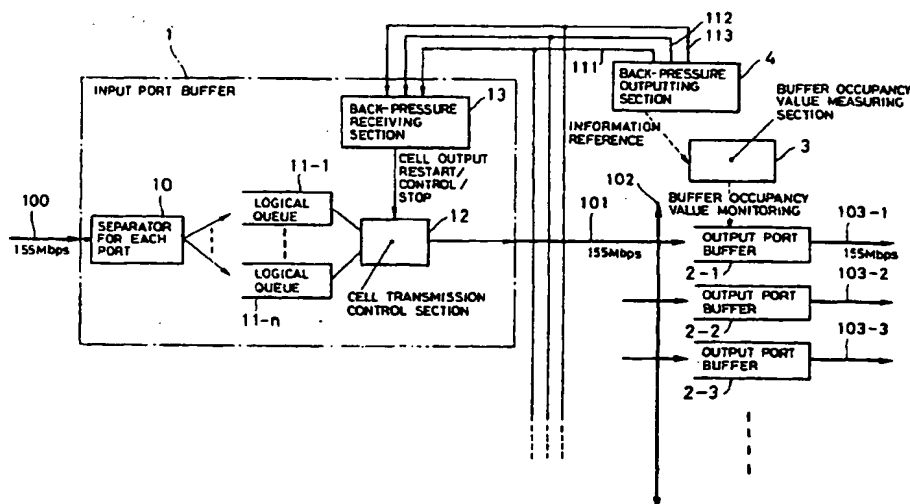 112
113
1
4
111
INPUT PORT BUFFER
13
BACK-PRESSURE
RECEIVING
SECTION
BACK-PRESSURE
OUTPUTTING
SECTION
BUFFER OCCUPANCY
VALUE MEASURING
SECTION
INFORMATION
REFERENCE
3
CELL OUTPUT
RESTART/
CONTROL/
STOP
11-1
10
100
LOGICAL
QUEUE
12
101
102
BUFFER OCCUPANCY
VALUE MONITORING
103-1
SEPARATOR
FOR EACH
PORT
155Mbps
155Mbps
OUTPUT PORT
BUFFER
155Mbps
2-1
103-2
LOGICAL
QUEUE
CELL TRANSMISSION
CONTROL SECTION
11-n
OUTPUT PORT
BUFFER
2-2
103-3
OUTPUT PORT
BUFFER
2-3